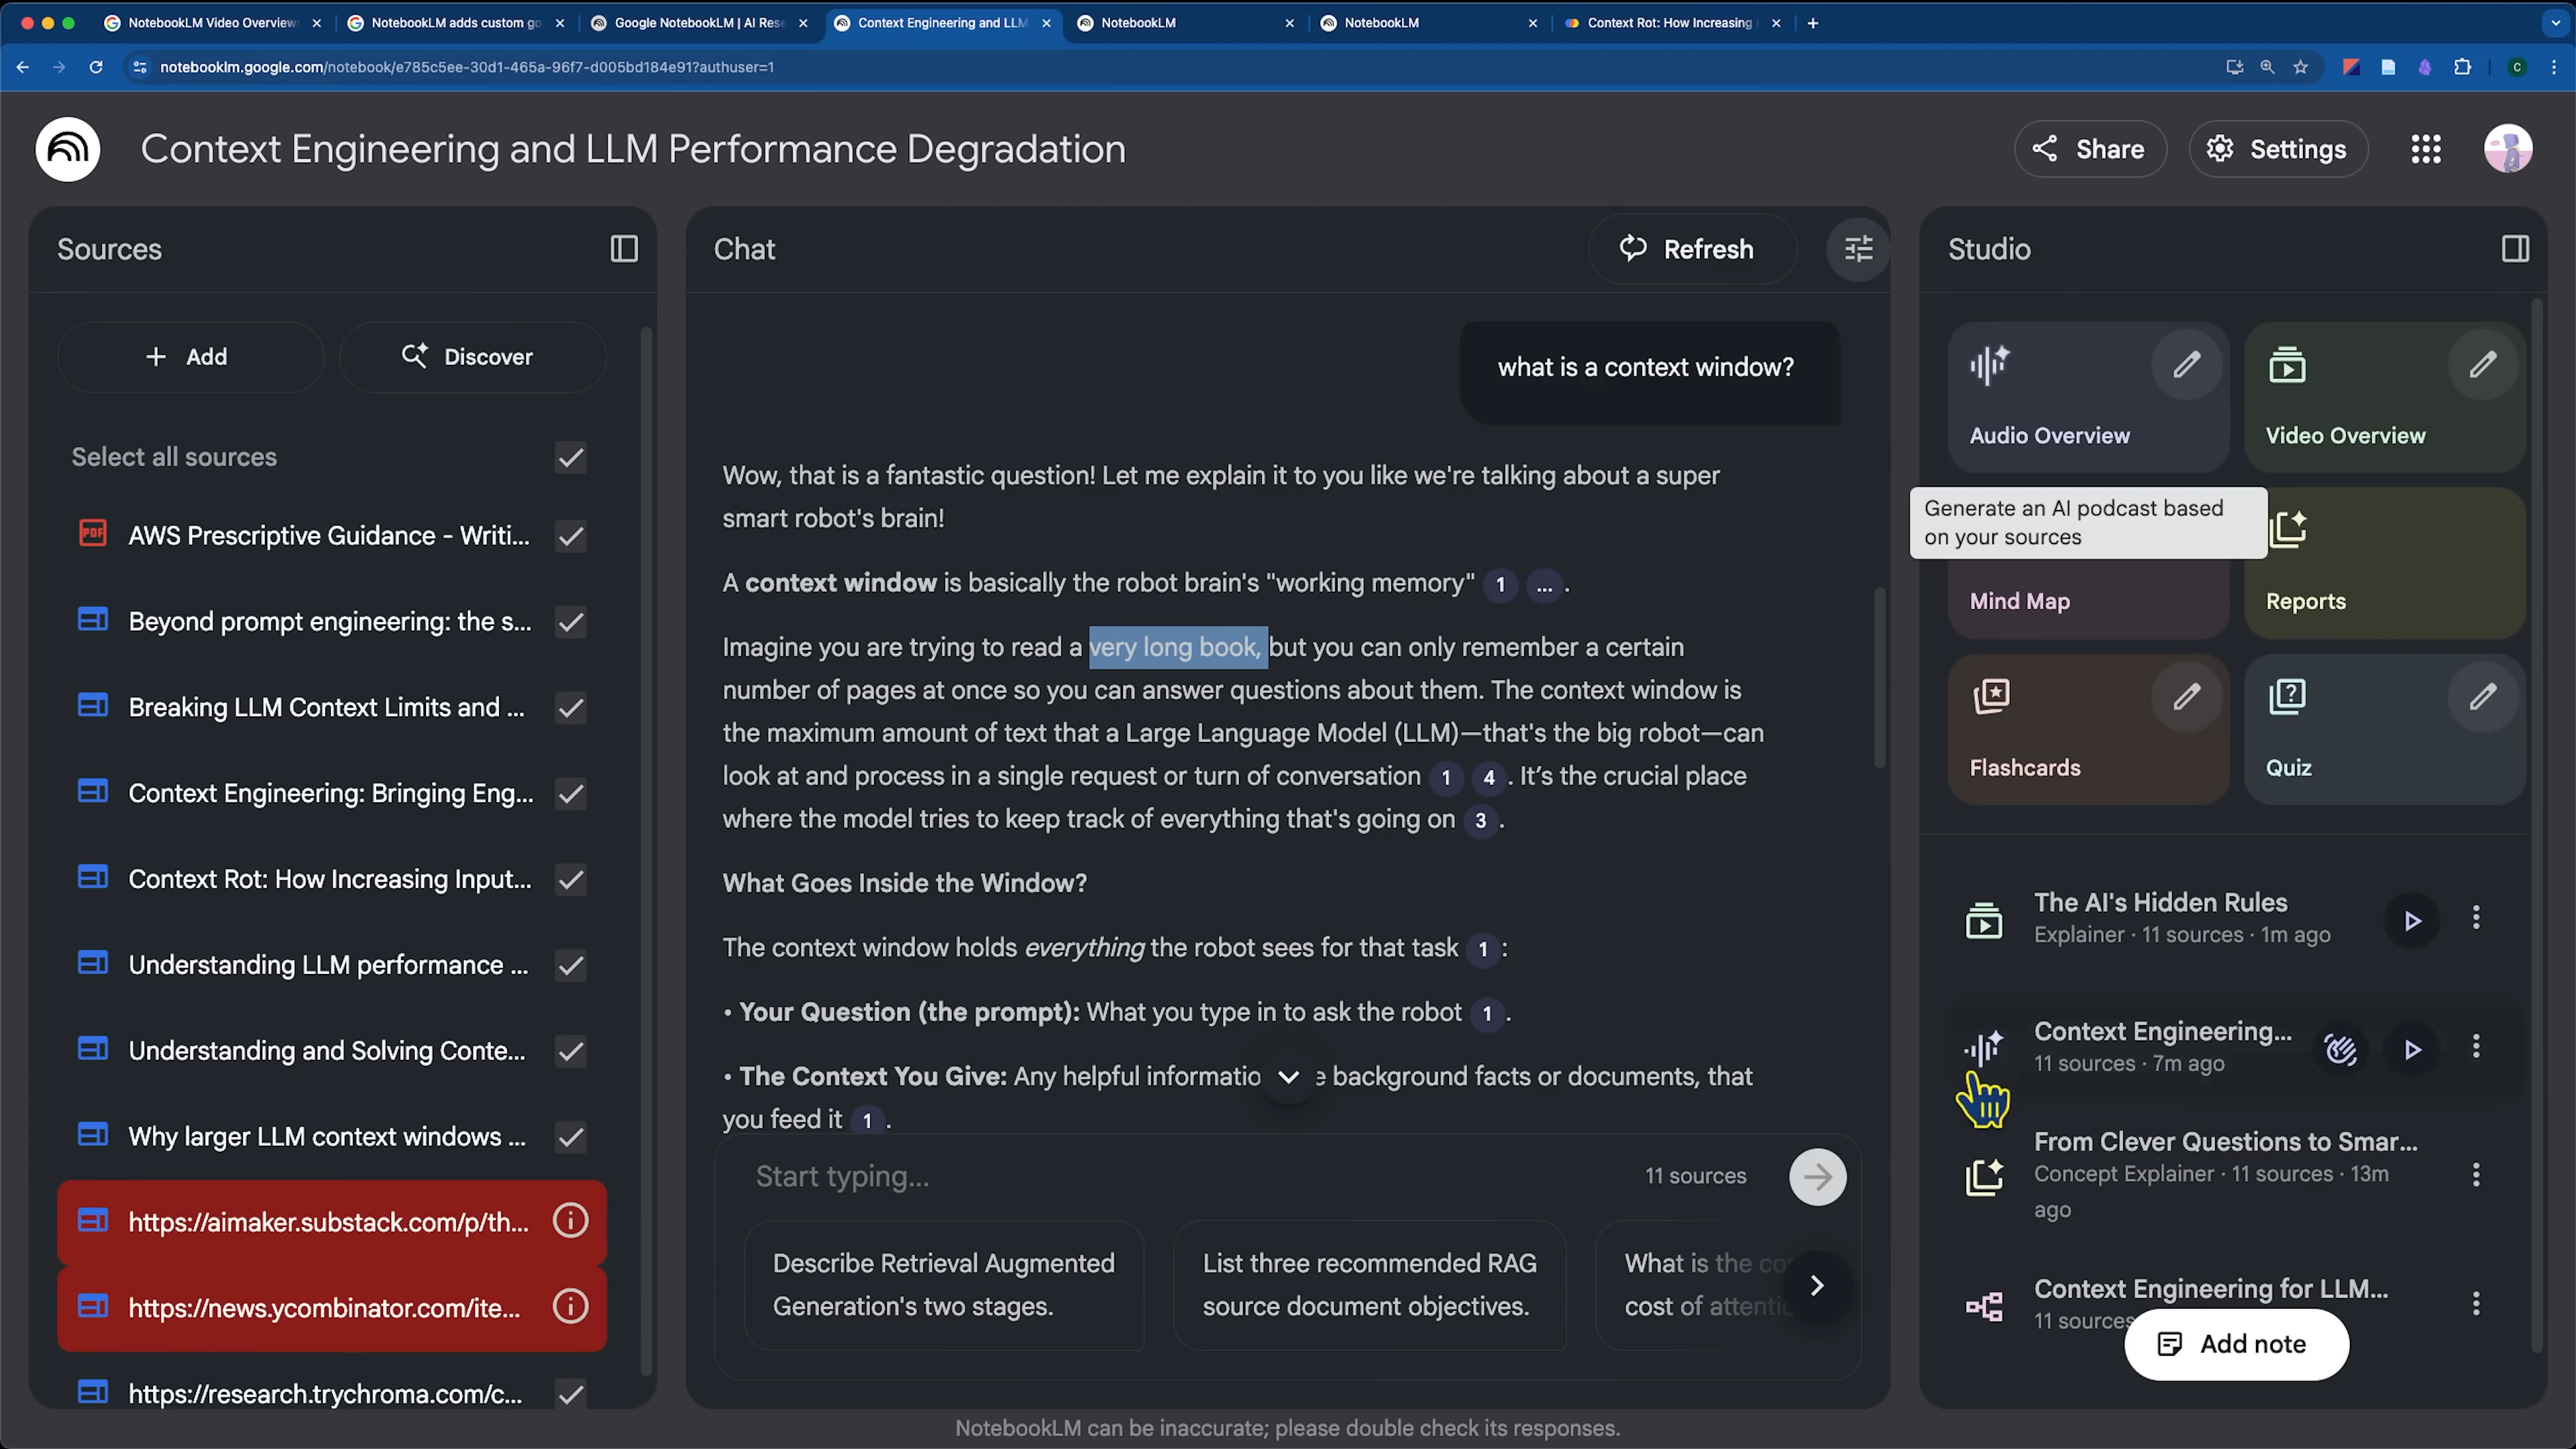 NotebookLM Video Overview
NotebookLM adds custom go
Google NotebookLM | AI Rese
Context Engineering and LLM
NotebookLM
NotebookLM
Context Rot: How Increasing
notebooklm.google.com/notebook/e785c5ee-30d1-465a-96f7-d005bd184e91?authuser=1
C
Context Engineering and LLM Performance Degradation
Share
Settings
Sources
Add
Discover
Select all sources
PDF
AWS Prescriptive Guidance - Writi...
Beyond prompt engineering: the s...
Breaking LLM Context Limits and ...
Context Engineering: Bringing Eng...
Context Rot: How Increasing Input...
Understanding LLM performance ...
Understanding and Solving Conte...
Why larger LLM context windows ...
https://aimaker.substack.com/p/th...
https://news.ycombinator.com/ite...
https://research.trychroma.com/c...
Chat
Refresh
what is a context window?
Wow, that is a fantastic question! Let me explain it to you like we're talking about a super
smart robot's brain!
A context window is basically the robot brain's "working memory" 1 ... .
Imagine you are trying to read a very long book, but you can only remember a certain
number of pages at once so you can answer questions about them. The context window is
the maximum amount of text that a Large Language Model (LLM)—that's the big robot—can
look at and process in a single request or turn of conversation 1 4 . It's the crucial place
where the model tries to keep track of everything that's going on 3 .
What Goes Inside the Window?
The context window holds everything the robot sees for that task 1 :
• Your Question (the prompt): What you type in to ask the robot 1 .
• The Context You Give: Any helpful informatio e background facts or documents, that
you feed it 1 .
Start typing...
11 sources
Describe Retrieval Augmented
Generation's two stages.
List three recommended RAG
source document objectives.
What is the co
cost of attenti
Studio
Audio Overview
Video Overview
Generate an AI podcast based
on your sources
Mind Map
Reports
Flashcards
Quiz
The AI's Hidden Rules
Explainer · 11 sources · 1m ago
Context Engineering...
11 sources · 7m ago
From Clever Questions to Smar...
Concept Explainer · 11 sources · 13m
ago
Context Engineering for LLM...
11 sources
Add note
NotebookLM can be inaccurate; please double check its responses.